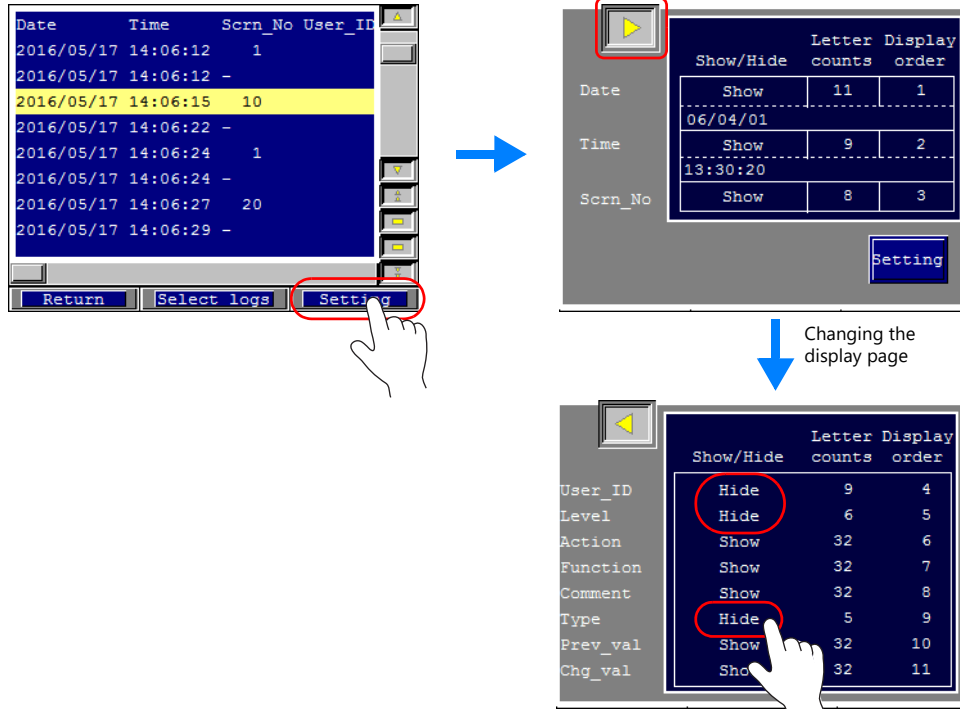 Date Time Scrn_No User_ID
2016/05/17 14:06:12 1
2016/05/17 14:06:12 –
2016/05/17 14:06:15 10
2016/05/17 14:06:22 –
2016/05/17 14:06:24 1
2016/05/17 14:06:24 –
2016/05/17 14:06:27 20
2016/05/17 14:06:29 –
Return Select logs Setting
Letter Display
Show/Hide counts order
Date Show 11 1
06/04/01
Time Show 9 2
13:30:20
Scrn_No Show 8 3
Setting
Changing the
display page
Letter Display
Show/Hide counts order
User_ID Hide 9 4
Level Hide 6 5
Action Show 32 6
Function Show 32 7
Comment Show 32 8
Type Hide 5 9
Prev_val Show 32 10
Chg_val Show 32 11